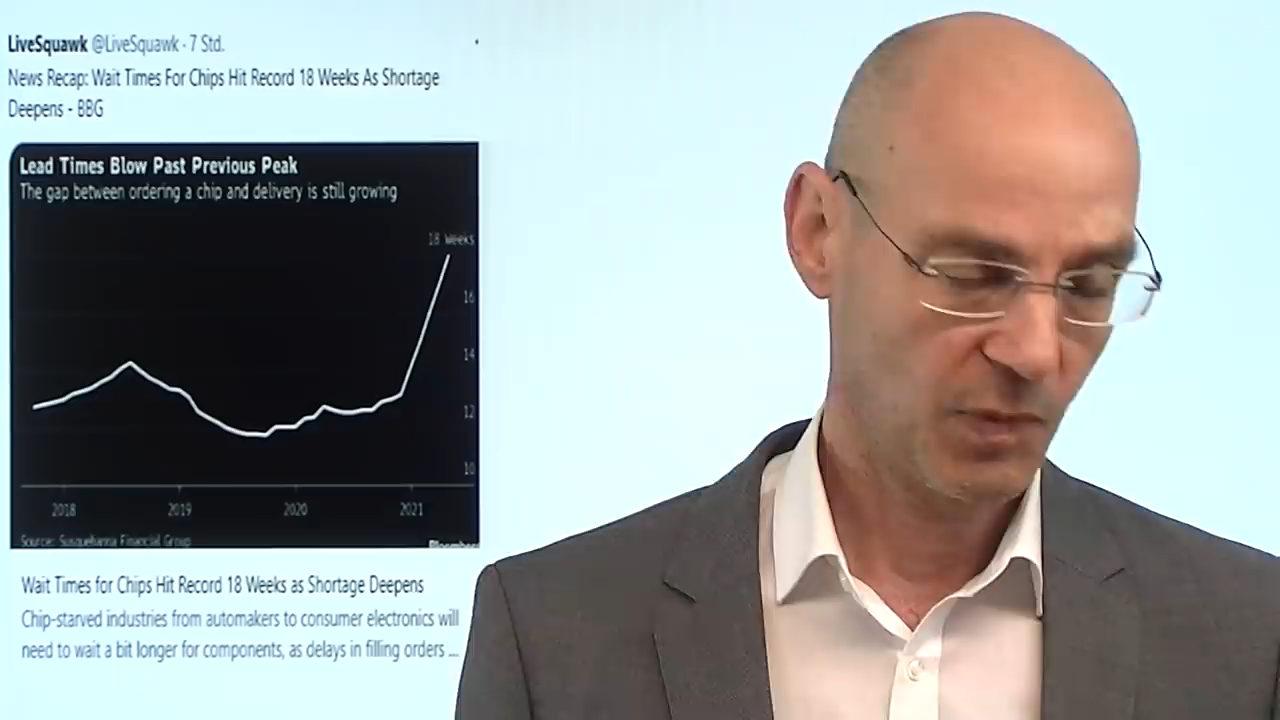 LiveSquawk @LiveSquawk · 7 Std.
News Recap: Wait Times For Chips Hit Record 18 Weeks As Shortage
Deepens - BBG
Lead Times Blow Past Previous Peak
The gap between ordering a chip and delivery is still growing
18 Weeks
16
14
12
10
2018 2019 2020 2021
Source: Susquehanna Financial Group
Bloomber
Wait Times for Chips Hit Record 18 Weeks as Shortage Deepens
Chip-starved industries from automakers to consumer electronics will
need to wait a bit longer for components, as delays in filling orders ...